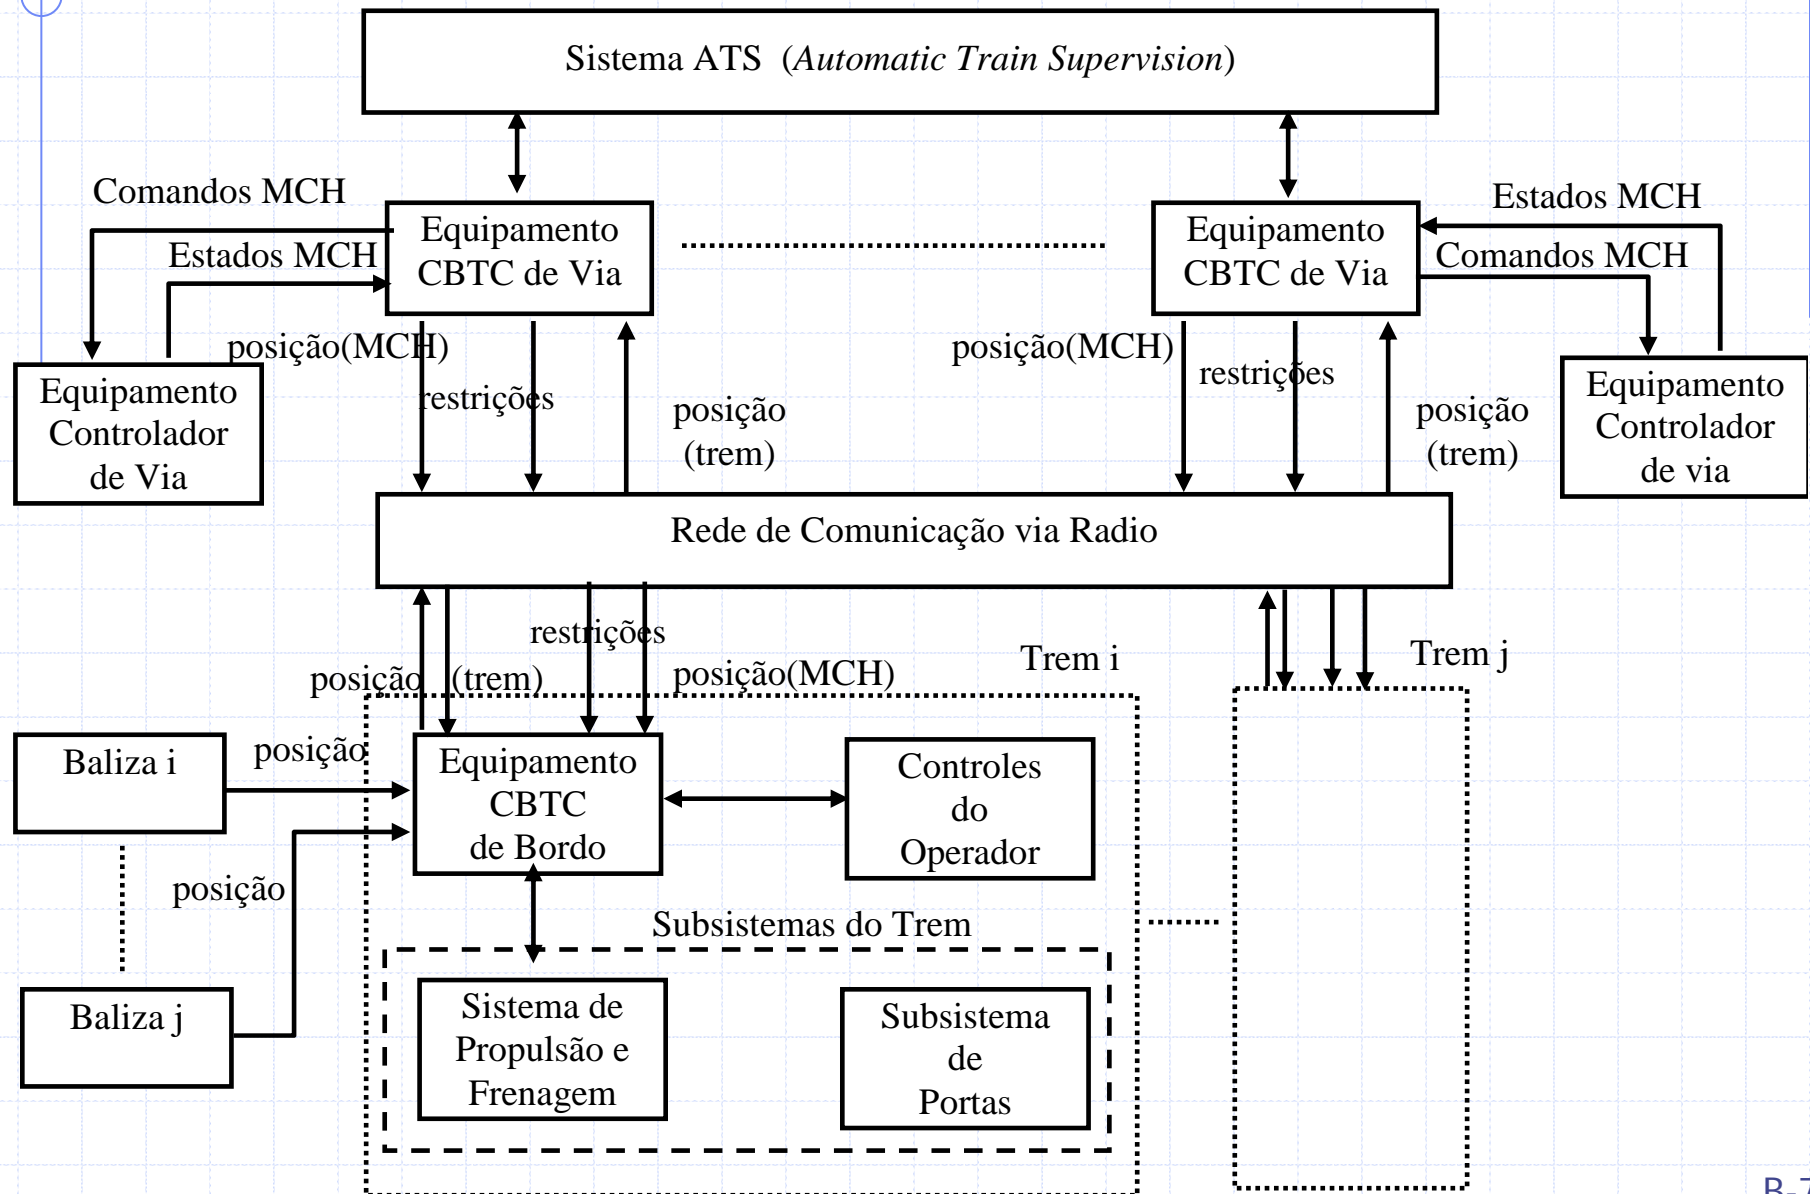 Sistema ATS (Automatic Train Supervision)
Comandos MCH
Estados MCH
Equipamento
CBTC de Via
Equipamento
CBTC de Via
Estados MCH
Comandos MCH
posição(MCH)
restrições
posição
(trem)
posição(MCH)
restrições
posição
(trem)
Equipamento
Controlador
de Via
Equipamento
Controlador
de via
Rede de Comunicação via Radio
restrições
posição (trem)
posição(MCH)
Trem i
Trem j
Baliza i
posição
Equipamento
CBTC
de Bordo
Controles
do
Operador
posição
Subsistemas do Trem
Baliza j
Sistema de
Propulsão e
Frenagem
Subsistema
de
Portas
B-7